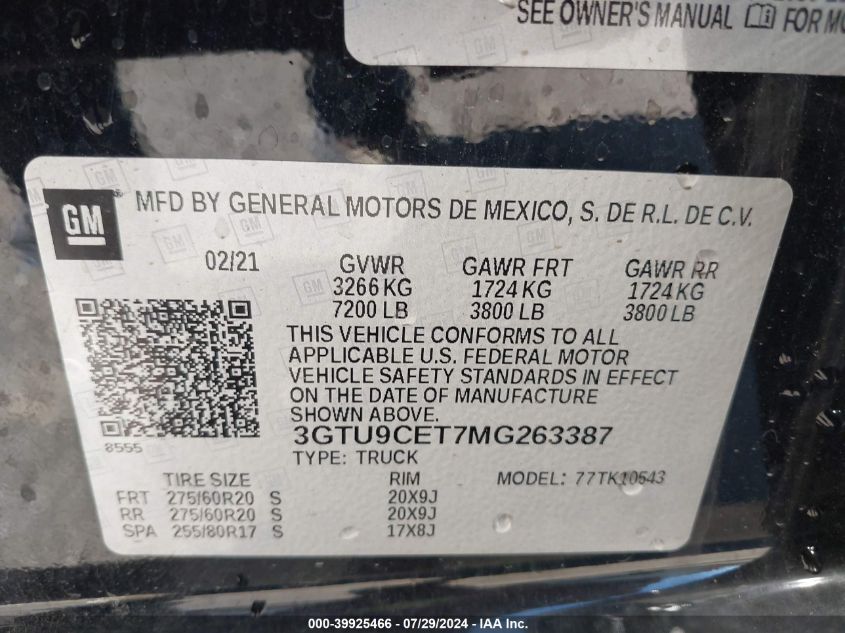 SEE OWNER'S MANUAL FOR MO
GM
MFD BY GENERAL MOTORS DE MEXICO, S. DE R.L. DE C.V.
02/21 GVWR GAWR FRT GAWR RR
3266 KG 1724 KG 1724 KG
7200 LB 3800 LB 3800 LB
THIS VEHICLE CONFORMS TO ALL
APPLICABLE U.S. FEDERAL MOTOR
VEHICLE SAFETY STANDARDS IN EFFECT
ON THE DATE OF MANUFACTURE
SHOWN ABOVE.
3GTU9CET7MG263387
8555
TYPE: TRUCK
MODEL: 77TK10543
TIRE SIZE RIM
FRT 275/60R20 S 20X9J
RR 275/60R20 S 20X9J
SPA 255/80R17 S 17X8J
000-39925466 - 07/29/2024 - IAA Inc.